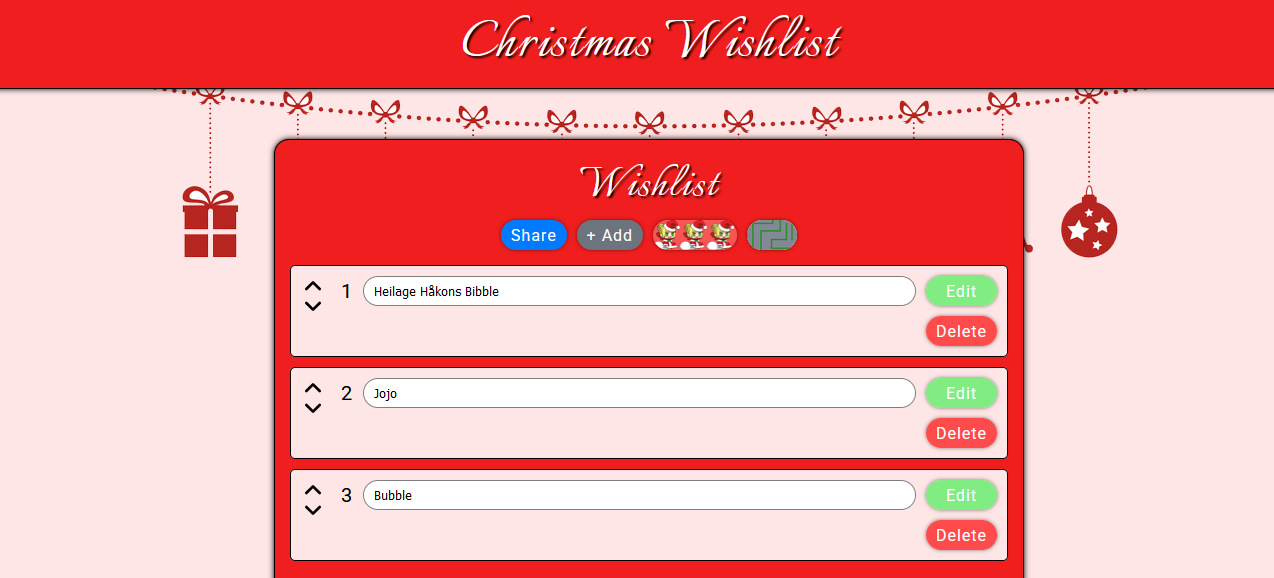 Christmas Wishlist
Wishlist
Share + Add
1 Heilage Håkons Bibble Edit
Delete
2 Jojo Edit
Delete
3 Bubble Edit
Delete